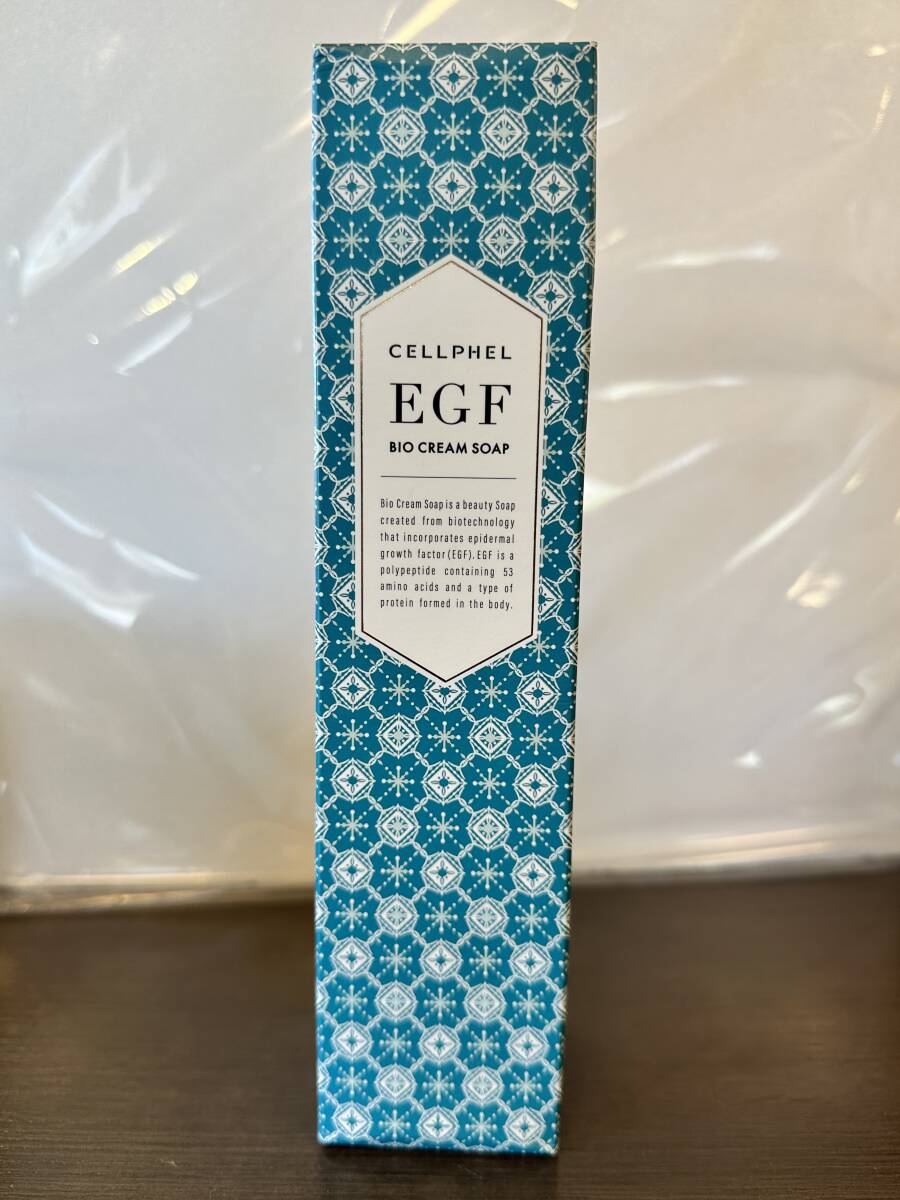 CELLPHEL
EGF
BIO CREAM SOAP
Bio Cream Soap is a beauty Soap
created from biotechnology
that incorporates epidermal
growth factor (EGF). EGF is a
polypeptide containing 53
amino acids and a type of
protein formed in the body.